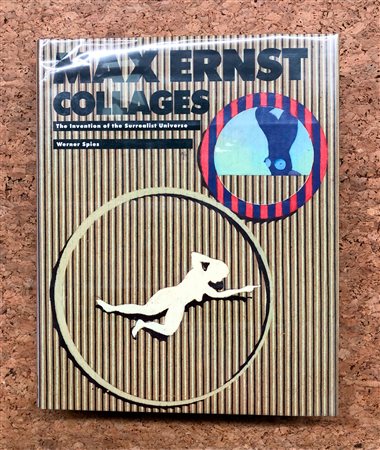 MAX ERNST
COLLAGES
The Invention of the Surrealist Universe
Werner Spies